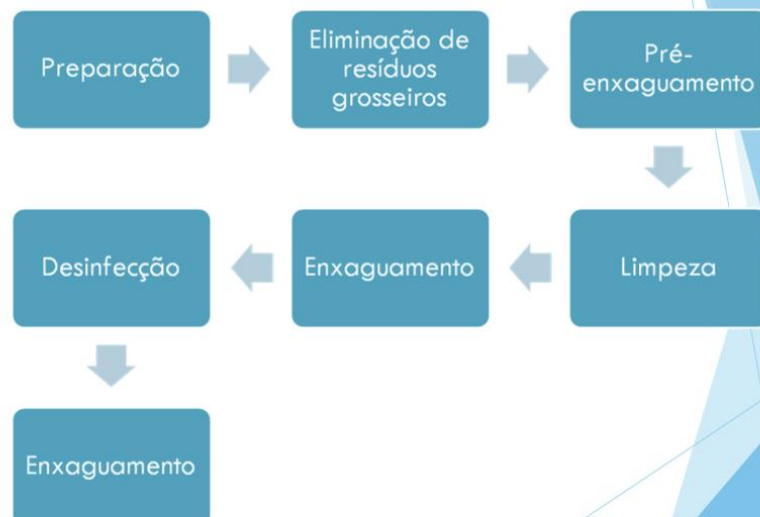 Preparação
Eliminação de
resíduos
grosseiros
Pré-
enxaguamento
Limpeza
Enxaguamento
Desinfecção
Enxaguamento